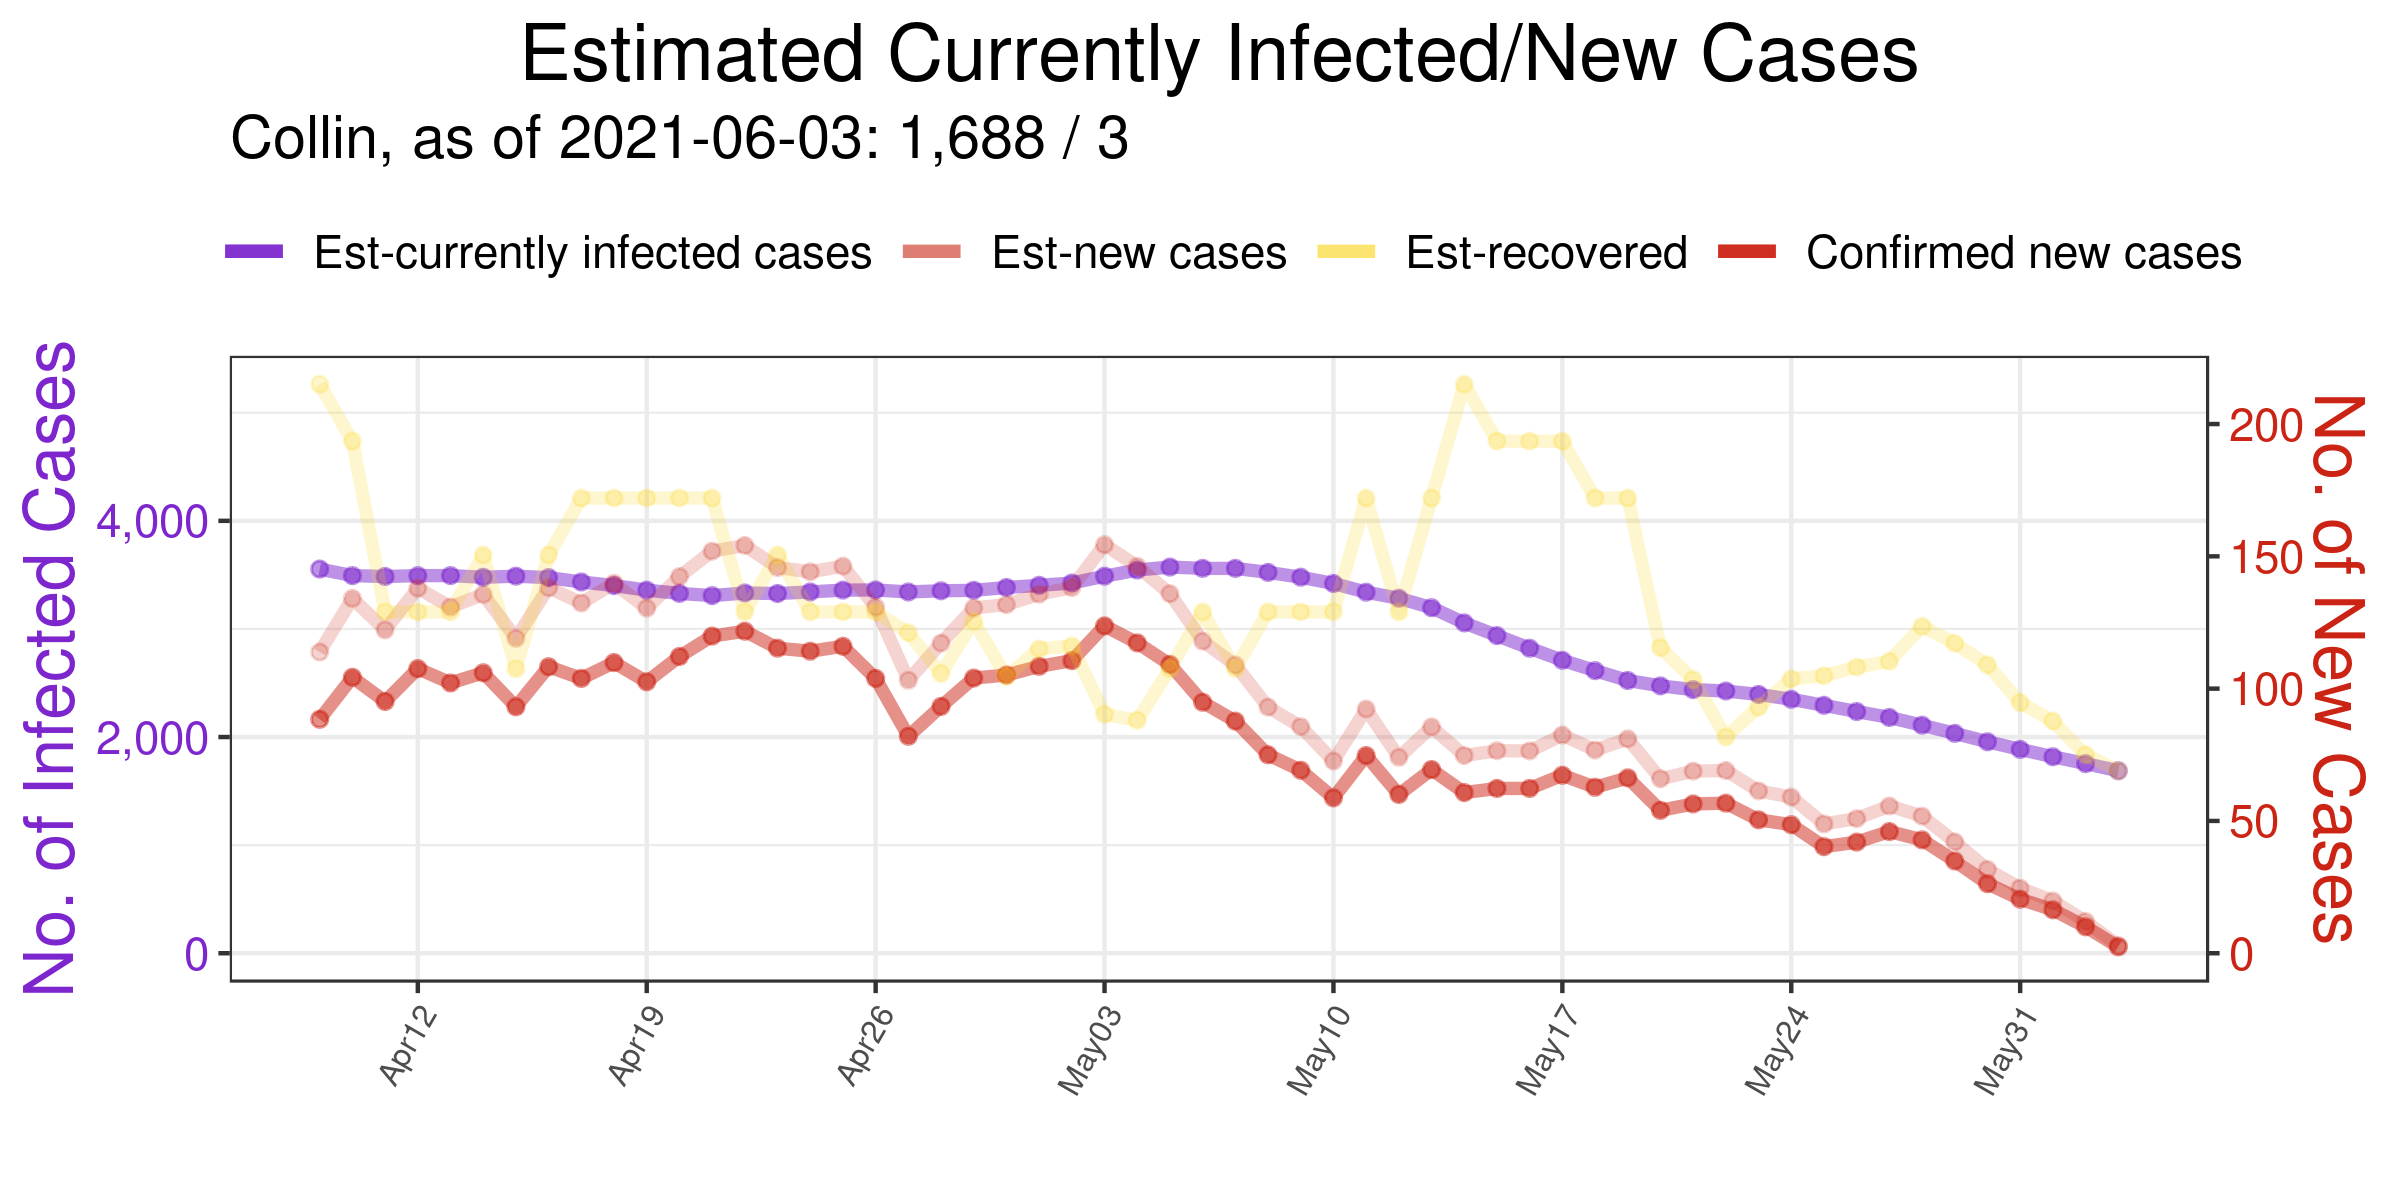 Estimated Currently Infected/New Cases
Collin, as of 2021-06-03: 1,688 / 3
Est-currently infected cases Est-new cases Est-recovered Confirmed new cases
No. of Infected Cases
4,000
2,000
0
200
150
100
50
0
No. of New Cases
Apr12 Apr19 Apr26 May03 May10 May17 May24 May31